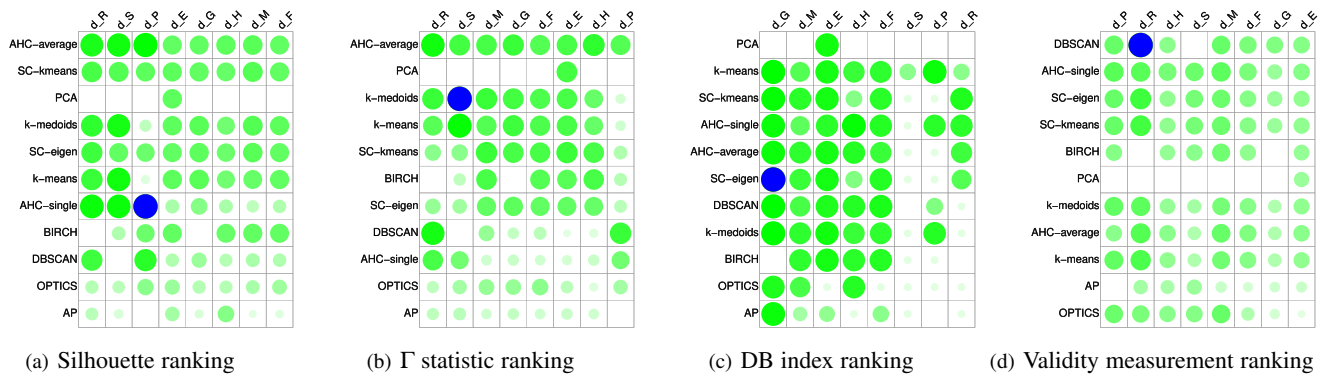 d_R d_S d_P d_E d_G d_H d_M d_F
AHC−average
SC−kmeans
PCA
k−medoids
SC−eigen
k−means
AHC−single
BIRCH
DBSCAN
OPTICS
AP
(a) Silhouette ranking
d_R d_S d_M d_G d_F d_E d_H d_P
AHC−average
PCA
k−medoids
k−means
SC−kmeans
BIRCH
SC−eigen
DBSCAN
AHC−single
OPTICS
AP
(b) Γ statistic ranking
d_G d_M d_E d_H d_F d_S d_P d_R
PCA
k−means
SC−kmeans
AHC−single
AHC−average
SC−eigen
DBSCAN
k−medoids
BIRCH
OPTICS
AP
(c) DB index ranking
d_P d_R d_H d_S d_M d_F d_G d_E
DBSCAN
AHC−single
SC−eigen
SC−kmeans
BIRCH
PCA
k−medoids
AHC−average
k−means
AP
OPTICS
(d) Validity measurement ranking